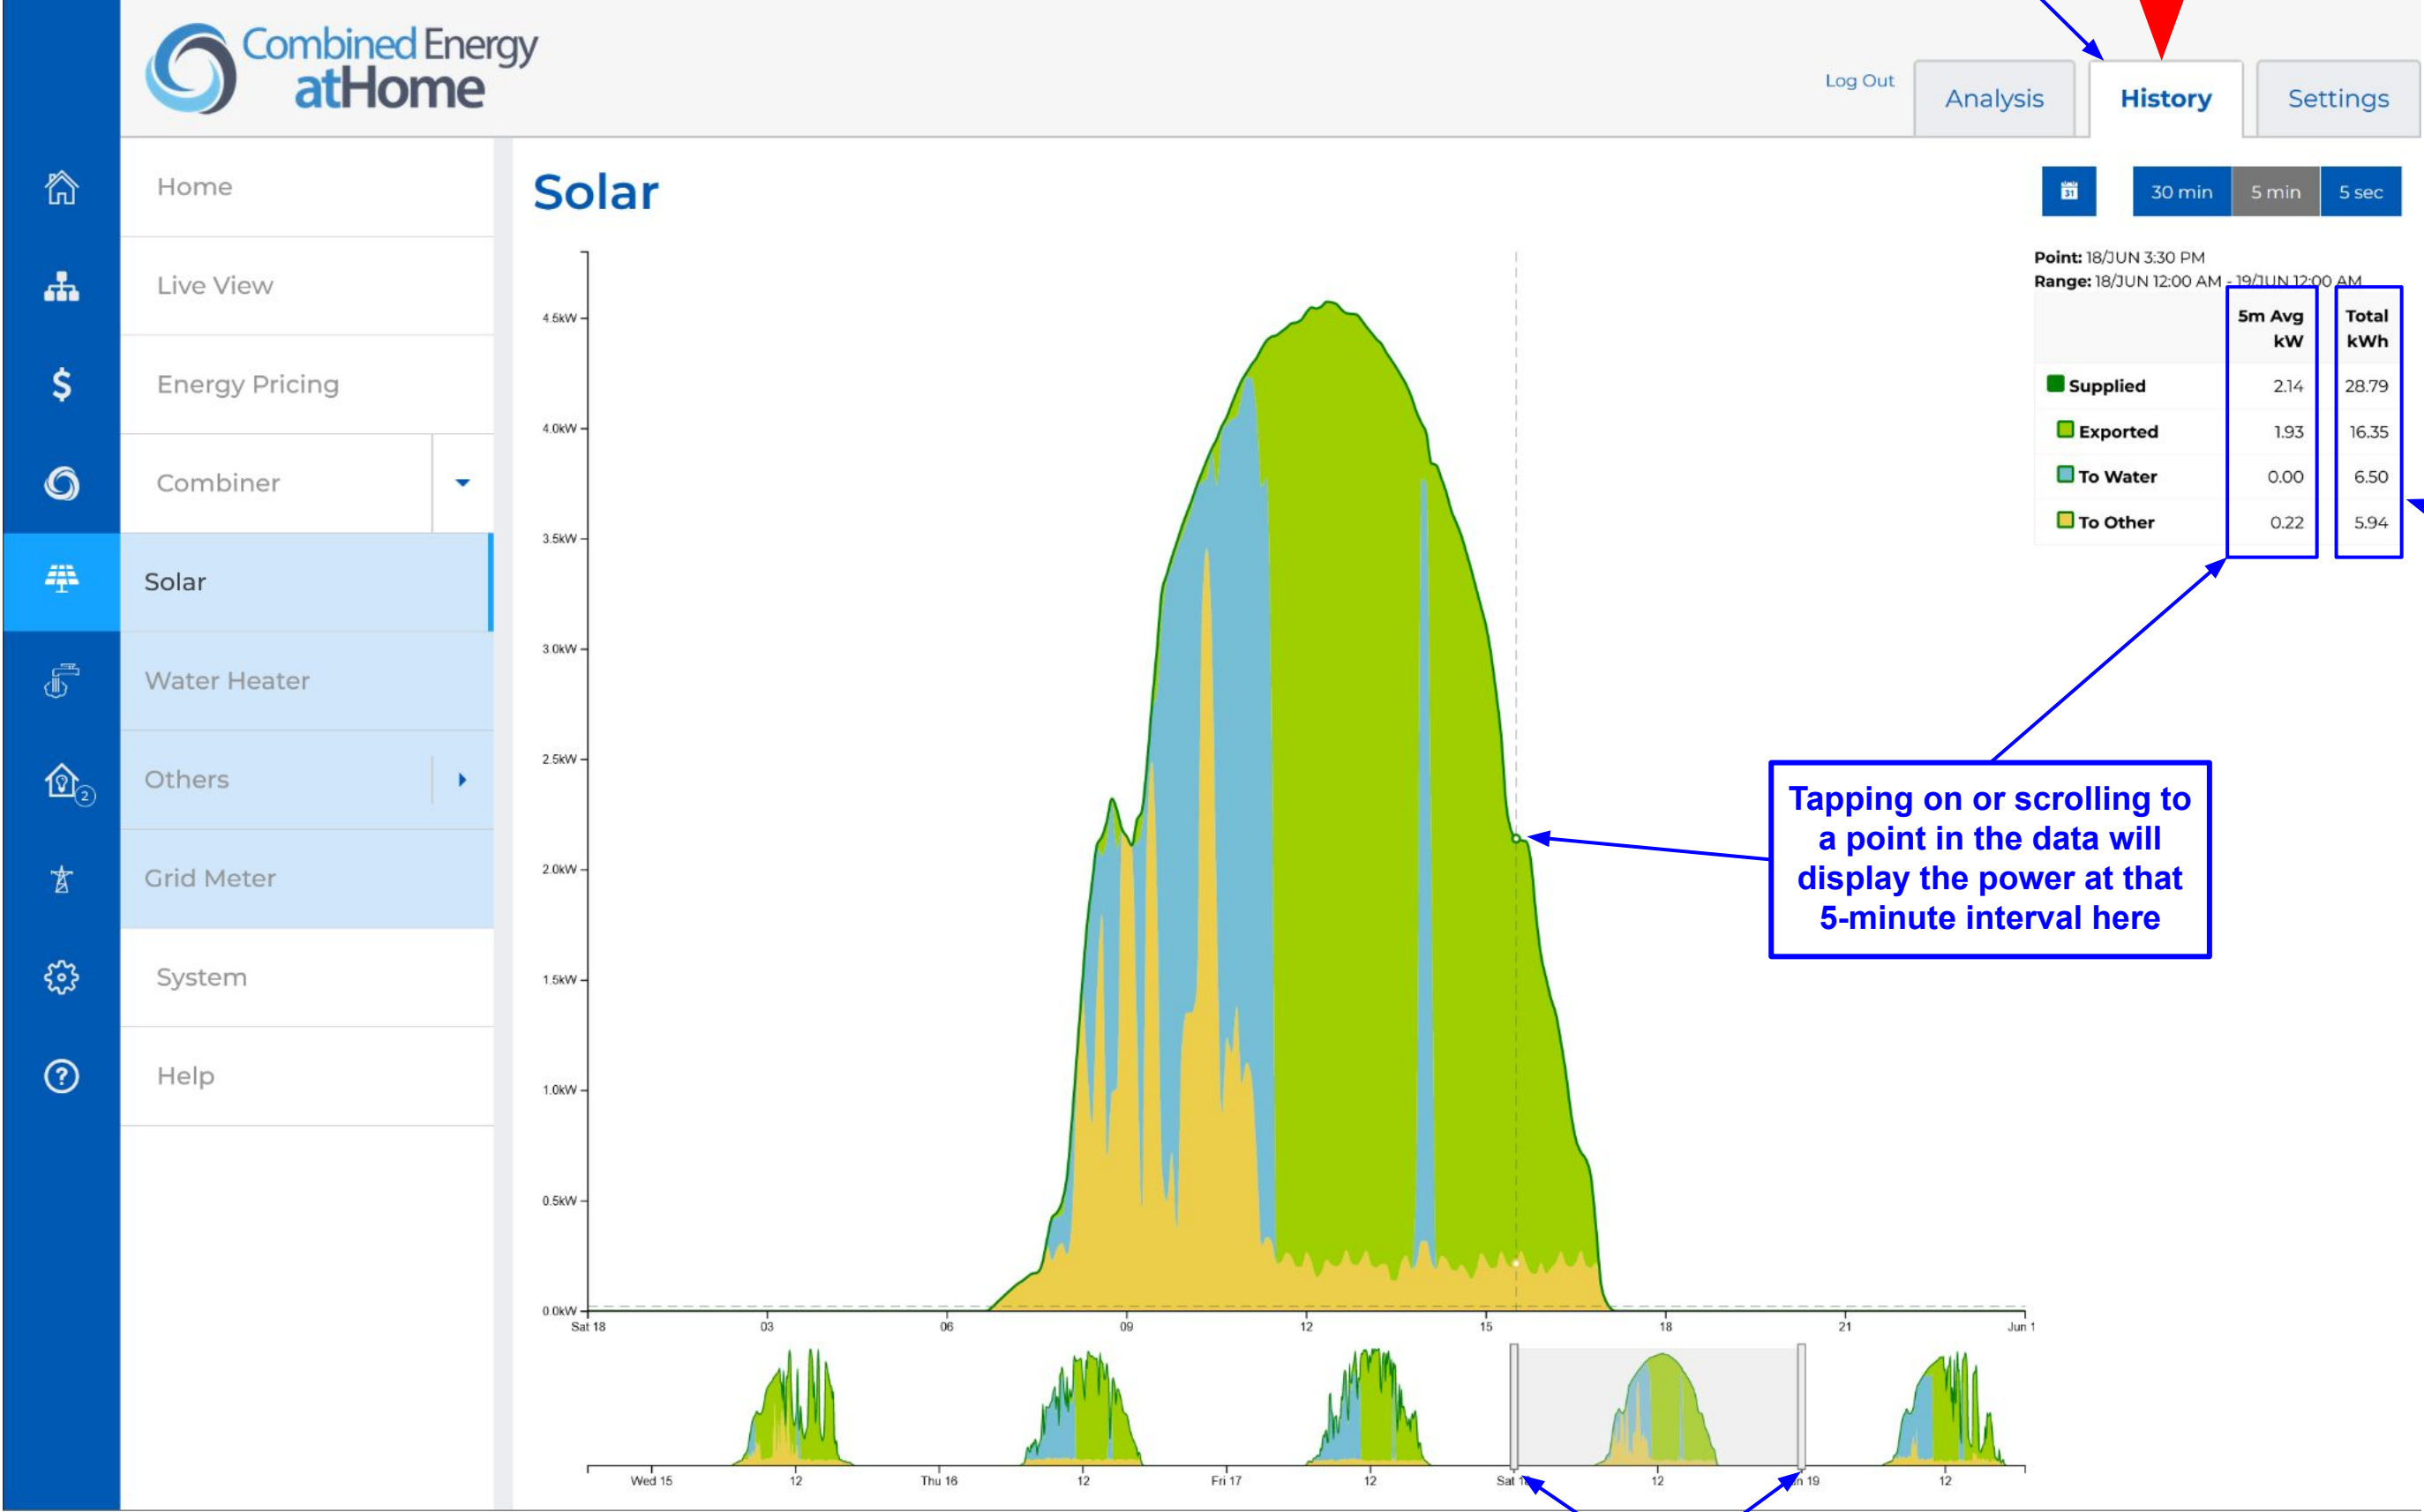 Combined Energy
atHome
Log Out
Analysis
History
Settings
Home
Live View
Energy Pricing
Combiner
Solar
Water Heater
Others
2
Grid Meter
System
Help
Solar
31
30 min
5 min
5 sec
Point: 18/JUN 3:30 PM
Range: 18/JUN 12:00 AM - 19/JUN 12:00 AM
5m Avg kW Total kWh
Supplied 2.14 28.79
Exported 1.93 16.35
To Water 0.00 6.50
To Other 0.22 5.94
4.5kW
4.0kW
3.5kW
3.0kW
2.5kW
2.0kW
1.5kW
1.0kW
0.5kW
0.0kW
Sat 18 03 06 09 12 15 18 21 Jun 1
Tapping on or scrolling to
a point in the data will
display the power at that
5-minute interval here
Wed 15 12 Thu 16 12 Fri 17 12 Sat 12 19 12